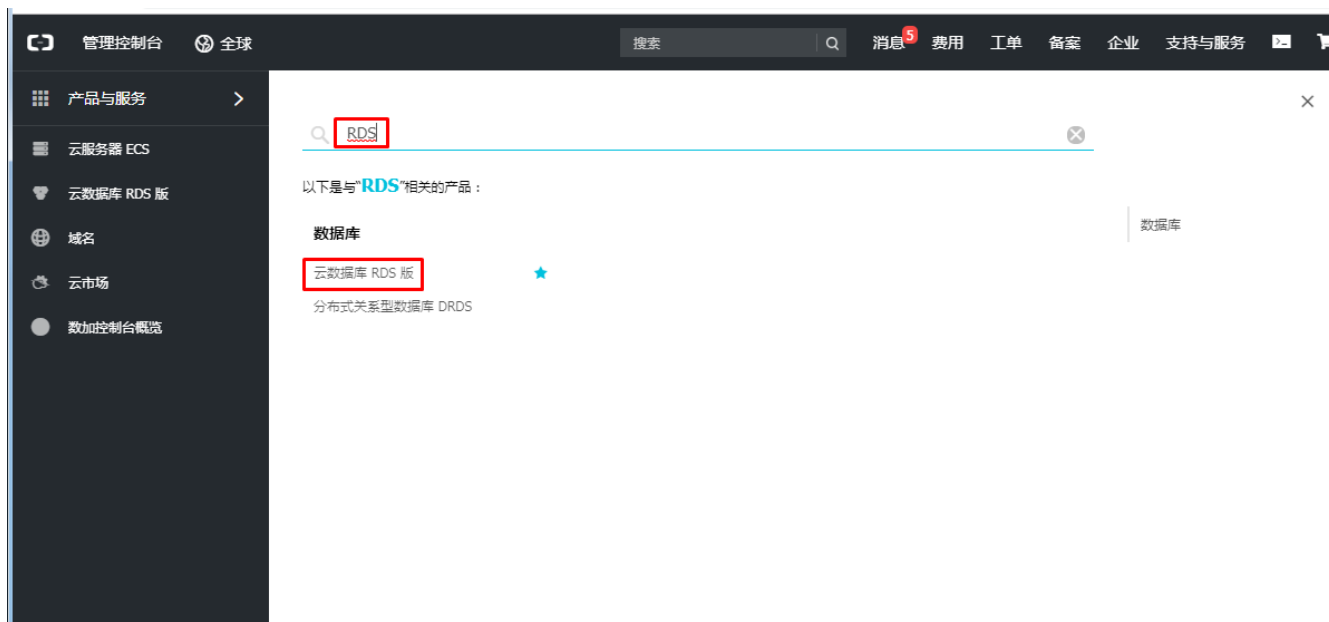 管理控制台 全球 搜索 消息 5 费用 工单 备案 企业 支持与服务
产品与服务
云服务器 ECS
云数据库 RDS 版
域名
云市场
数加控制台概览
RDS
以下是与"RDS"相关的产品：
数据库
云数据库 RDS 版
分布式关系型数据库 DRDS
数据库